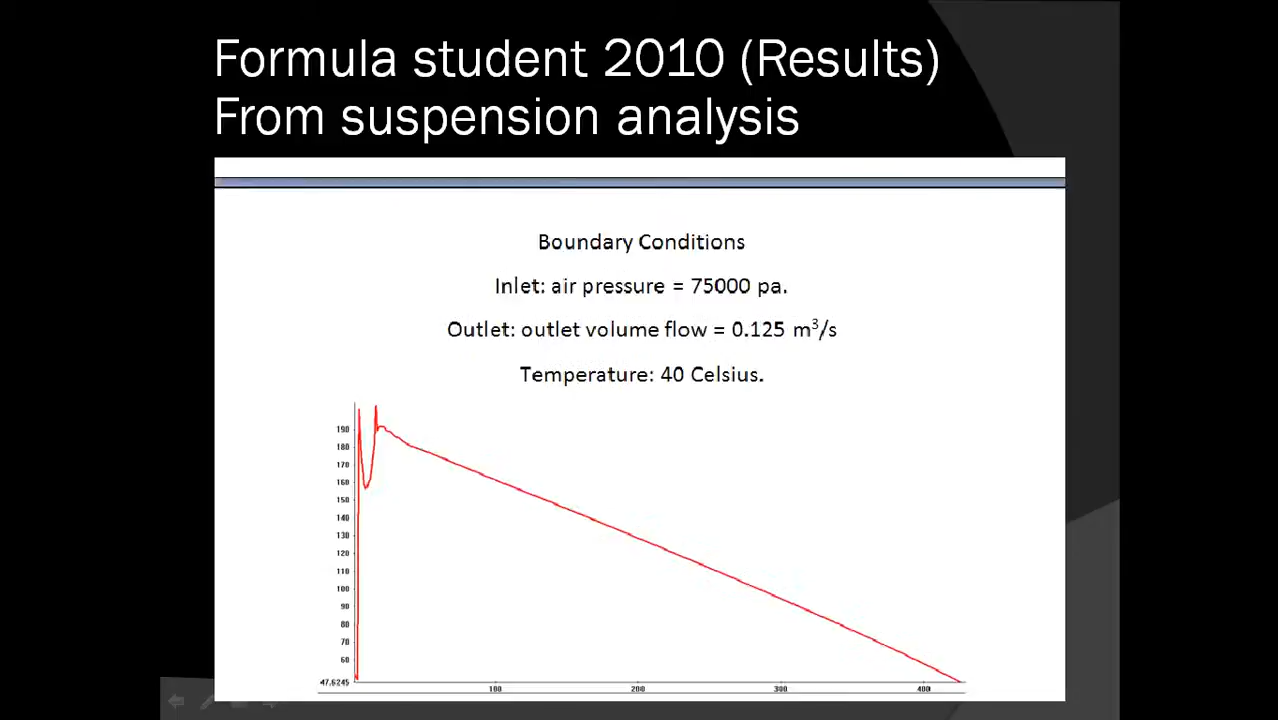 Formula student 2010 (Results)
From suspension analysis
Boundary Conditions
Inlet: air pressure = 75000 pa.
Outlet: outlet volume flow = 0.125 m³/s
Temperature: 40 Celsius.
190
180
170
160
150
140
130
120
110
100
90
80
70
60
47.6245
100 200 300 400